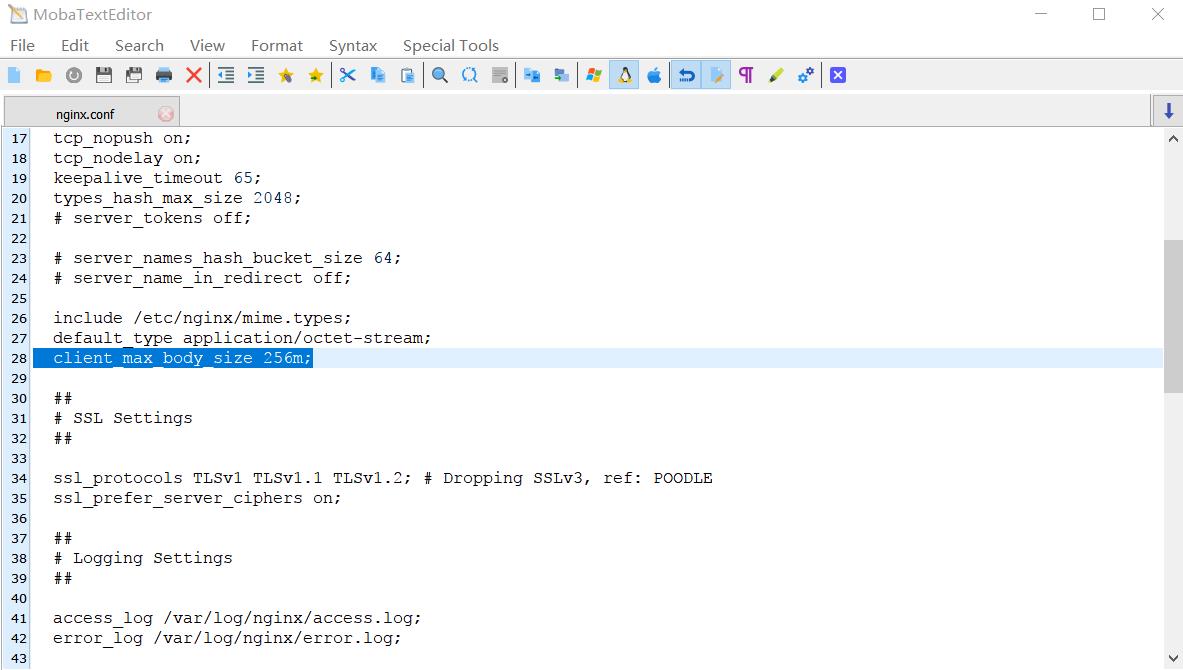 MobaTextEditor
File Edit Search View Format Syntax Special Tools
nginx.conf
17 tcp_nopush on;
18 tcp_nodelay on;
19 keepalive_timeout 65;
20 types_hash_max_size 2048;
21 # server_tokens off;
22
23 # server_names_hash_bucket_size 64;
24 # server_name_in_redirect off;
25
26 include /etc/nginx/mime.types;
27 default_type application/octet-stream;
28 client_max_body_size 256m;
29
30 ##
31 # SSL Settings
32 ##
33
34 ssl_protocols TLSv1 TLSv1.1 TLSv1.2; # Dropping SSLv3, ref: POODLE
35 ssl_prefer_server_ciphers on;
36
37 ##
38 # Logging Settings
39 ##
40
41 access_log /var/log/nginx/access.log;
42 error_log /var/log/nginx/error.log;
43